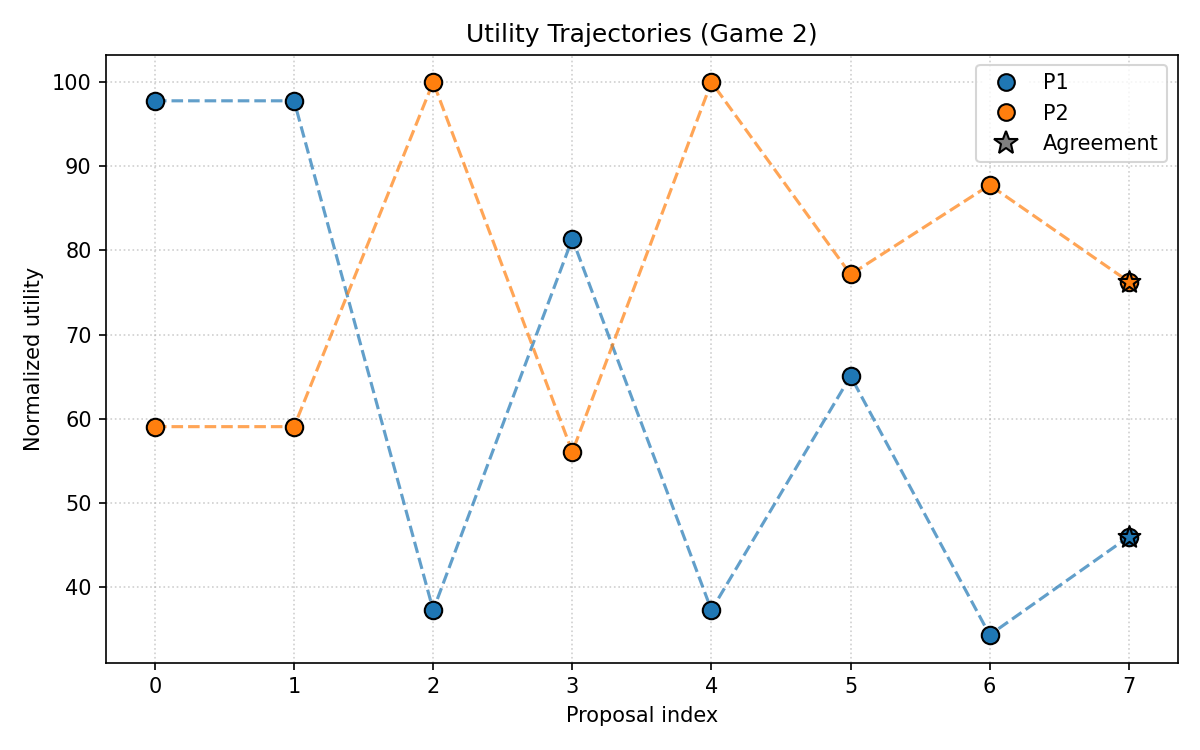 Utility Trajectories (Game 2)
P1
P2
Agreement
Normalized utility
100
90
80
70
60
50
40
0 1 2 3 4 5 6 7
Proposal index